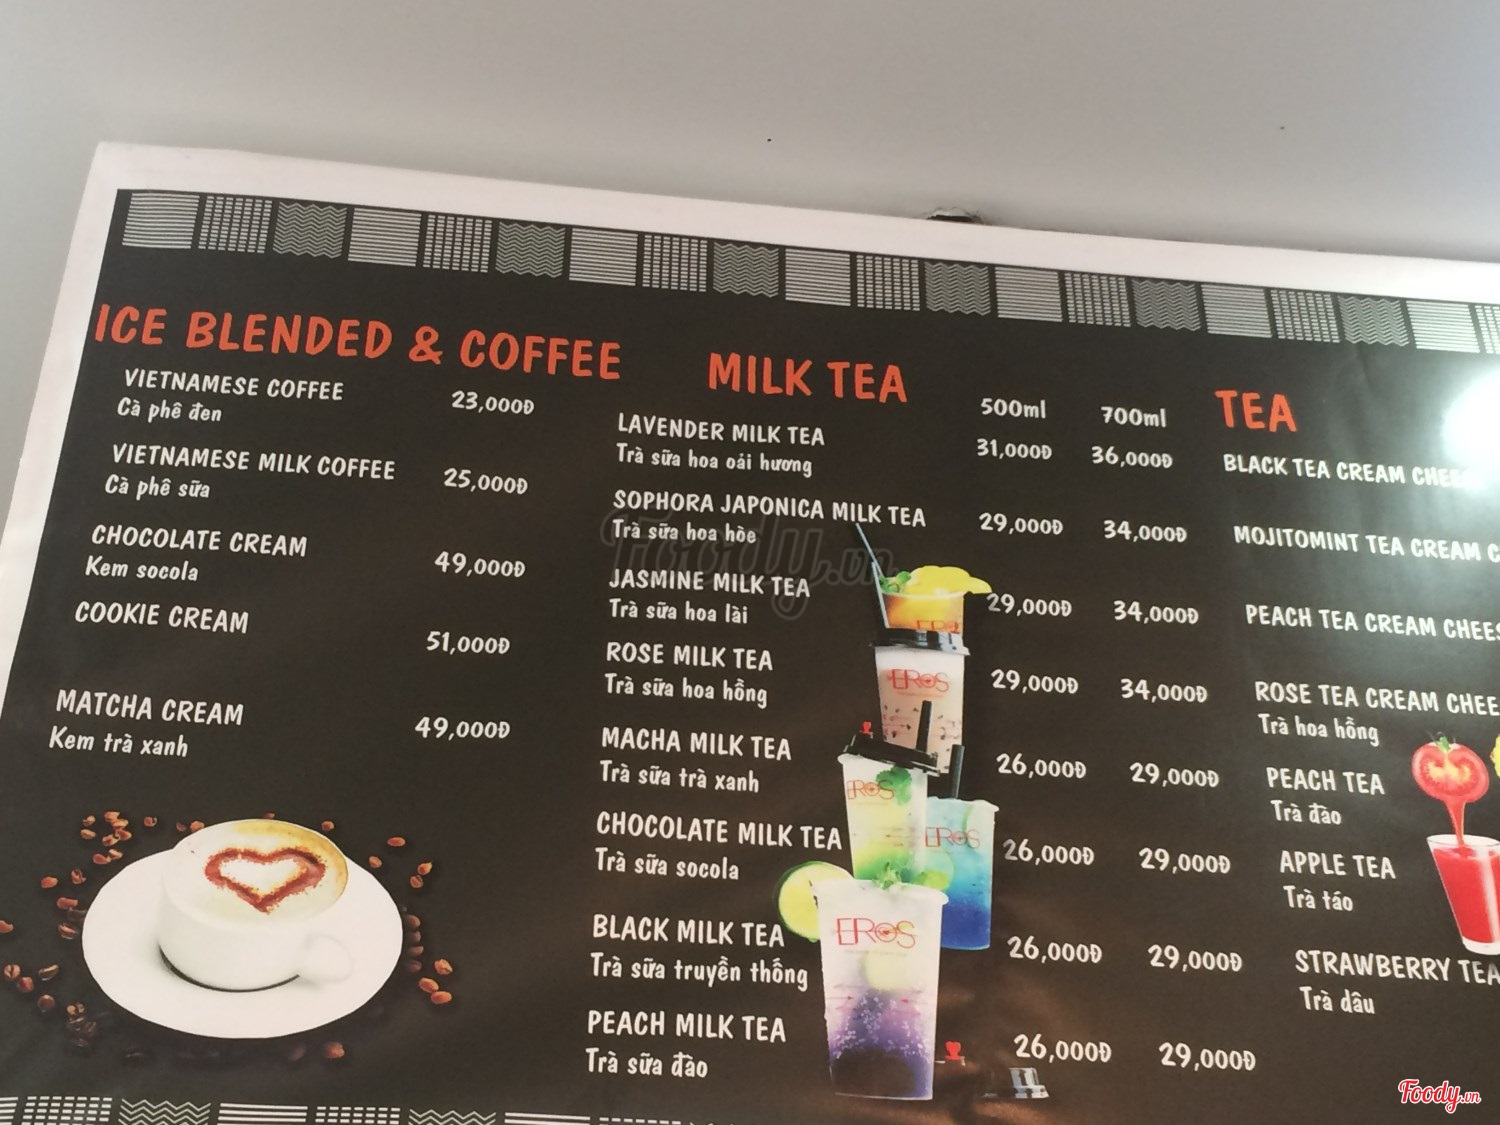 ICE BLENDED & COFFEE
VIETNAMESE COFFEE 23,000Đ
Cà phê đen
VIETNAMESE MILK COFFEE 25,000Đ
Cà phê sữa
CHOCOLATE CREAM 49,000Đ
Kem socola
COOKIE CREAM 51,000Đ
MATCHA CREAM 49,000Đ
Kem trà xanh
MILK TEA 500ml 700ml
LAVENDER MILK TEA 31,000Đ 36,000Đ
Trà sữa hoa oải hương
SOPHORA JAPONICA MILK TEA 29,000Đ 34,000Đ
Trà sữa hoa hòe
JASMINE MILK TEA 29,000Đ 34,000Đ
Trà sữa hoa lài
ROSE MILK TEA 29,000Đ 34,000Đ
Trà sữa hoa hồng
MACHA MILK TEA 26,000Đ 29,000Đ
Trà sữa trà xanh
CHOCOLATE MILK TEA 26,000Đ 29,000Đ
Trà sữa socola
BLACK MILK TEA 26,000Đ 29,000Đ
Trà sữa truyền thống
PEACH MILK TEA 26,000Đ 29,000Đ
Trà sữa đào
EROS
EROS
EROS
EROS
EROS
TEA
BLACK TEA CREAM
MOJITOMINT TEA CREAM
PEACH TEA CREAM
ROSE TEA CREAM
Trà hoa hồng
PEACH TEA
Trà đào
APPLE TEA
Trà táo
STRAWBERRY TEA
Trà dâu
Foody.vn
Foody.vn